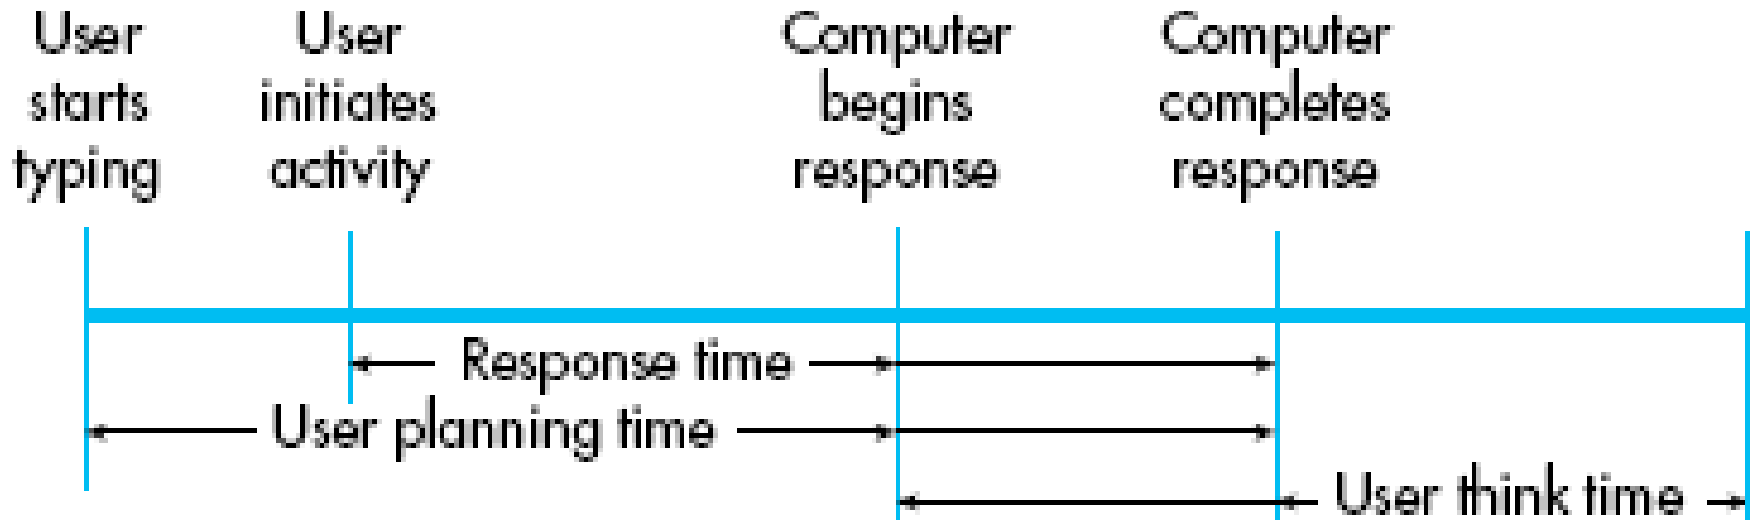 User
starts
typing
User
initiates
activity
Computer
begins
response
Computer
completes
response
Response time
User planning time
User think time